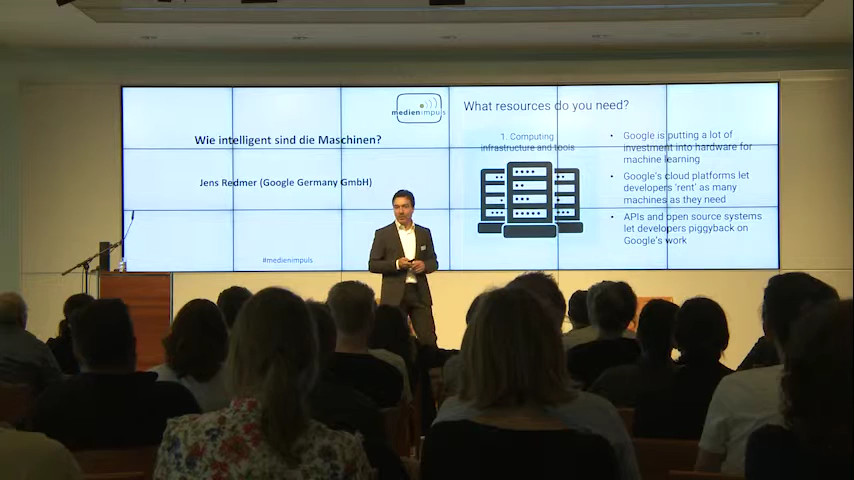 medienimpuls
Wie intelligent sind die Maschinen?
Jens Redmer (Google Germany GmbH)
#medienimpuls
What resources do you need?
1. Computing
infrastructure and tools
• Google is putting a lot of
investment into hardware for
machine learning
• Google's cloud platforms let
developers 'rent' as many
machines as they need
• APIs and open source systems
let developers piggyback on
Google's work